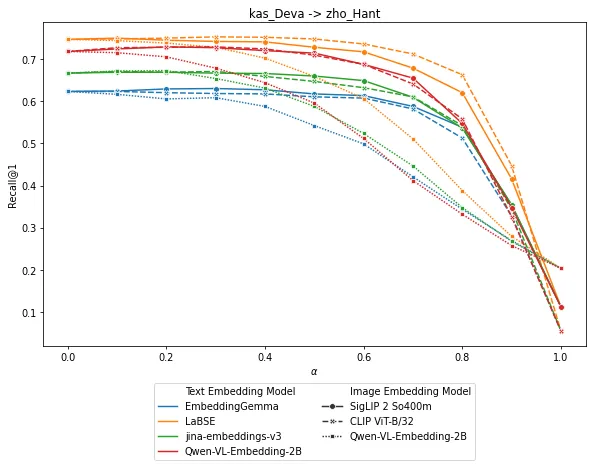 kas_Deva -> zho_Hant
Recall@1
0.7
0.6
0.5
0.4
0.3
0.2
0.1
0.0
0.2
0.4
0.6
0.8
1.0
α
Text Embedding Model
EmbeddingGemma
LaBSE
jina-embeddings-v3
Qwen-VL-Embedding-2B
Image Embedding Model
SigLIP 2 So400m
CLIP ViT-B/32
Qwen-VL-Embedding-2B